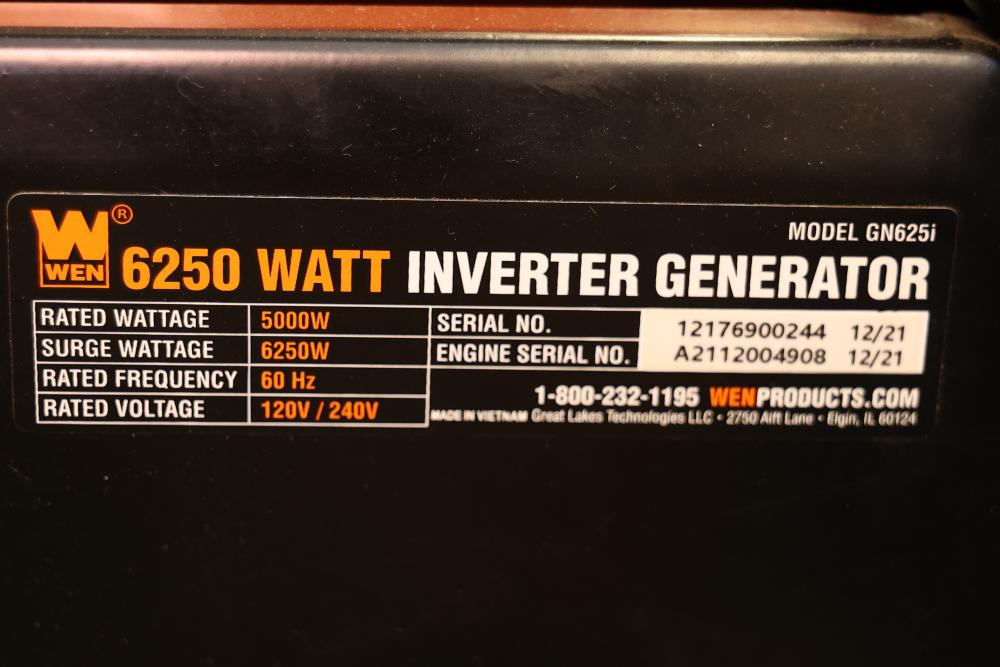 W®
WEN
MODEL GN625i
6250 WATT INVERTER GENERATOR
RATED WATTAGE 5000W
SURGE WATTAGE 6250W
RATED FREQUENCY 60 Hz
RATED VOLTAGE 120V / 240V
SERIAL NO. 12176900244 12/21
ENGINE SERIAL NO. A2112004908 12/21
1-800-232-1195 WENPRODUCTS.COM
MADE IN VIETNAM Great Lakes Technologies LLC • 2750 Alft Lane • Elgin, IL 60124